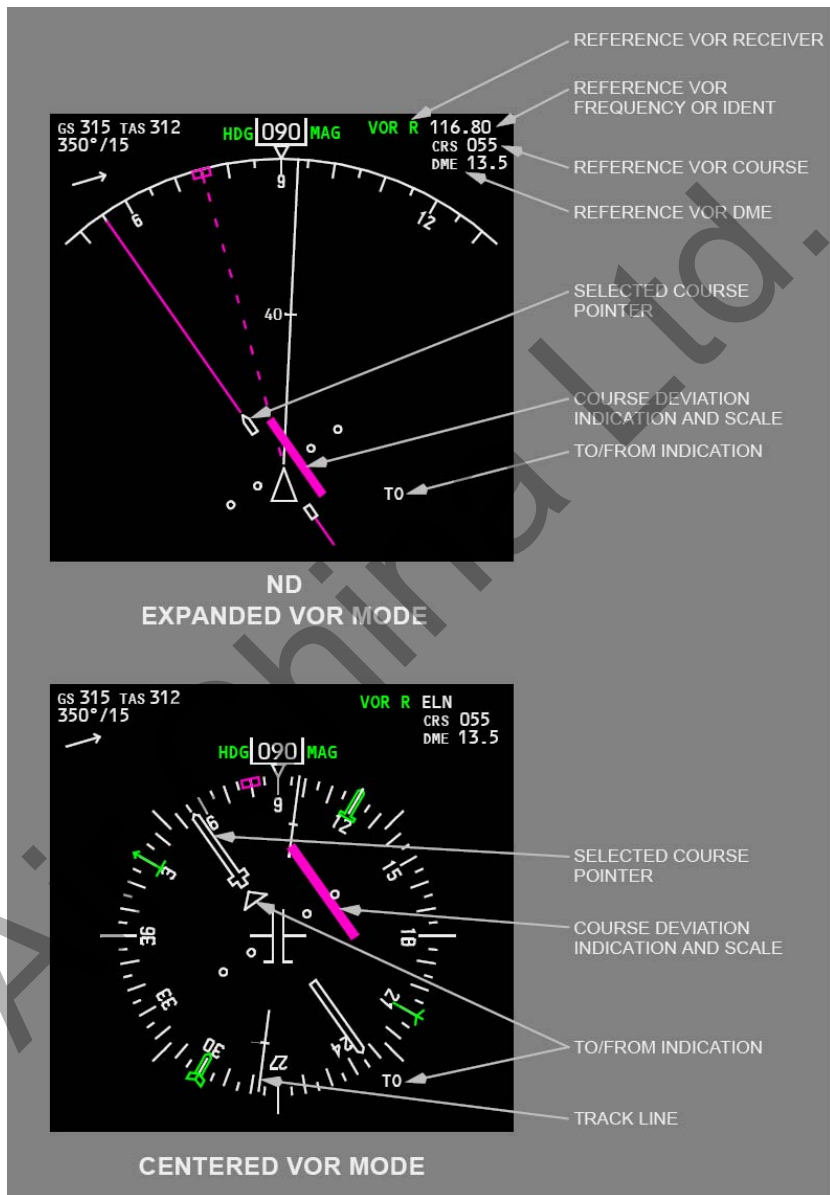 REFERENCE VOR RECEIVER
REFERENCE VOR
FREQUENCY OR IDENT
REFERENCE VOR COURSE
REFERENCE VOR DME
SELECTED COURSE
POINTER
COURSE DEVIATION
INDICATION AND SCALE
TO/FROM INDICATION
GS 315 TAS 312
350°/15
HDG 090 MAG
VOR R 116.80
CRS 055
DME 13.5
6
9
12
40
TO
ND
EXPANDED VOR MODE
GS 315 TAS 312
350°/15
VOR R ELN
CRS 055
DME 13.5
HDG 090 MAG
6
9
12
3
15
36
18
33
21
30
27
24
TO
SELECTED COURSE
POINTER
COURSE DEVIATION
INDICATION AND SCALE
TO/FROM INDICATION
TRACK LINE
CENTERED VOR MODE
Air China Ltd.